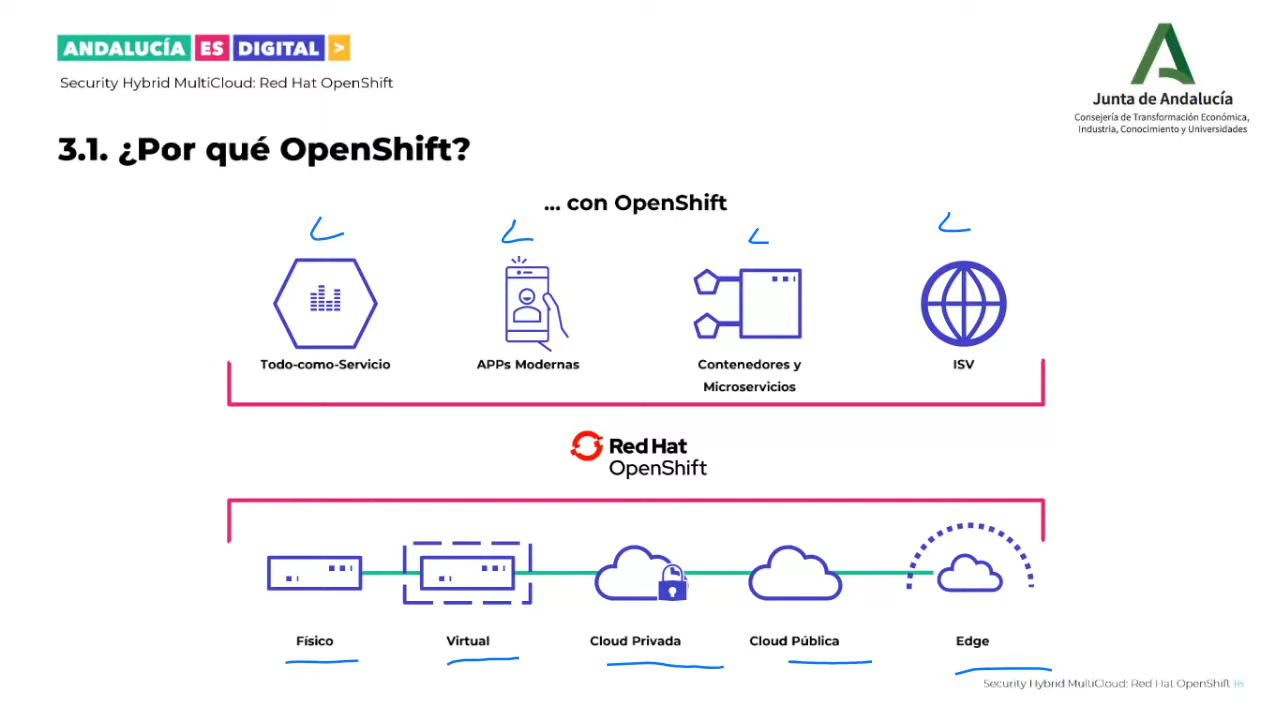 ANDALUCÍA ES DIGITAL >
Security Hybrid MultiCloud: Red Hat OpenShift
Junta de Andalucía
Consejería de Transformación Económica,
Industria, Conocimiento y Universidades
3.1. ¿Por qué OpenShift?
... con OpenShift
Todo-como-Servicio
APPs Modernas
Contenedores y
Microservicios
ISV
Red Hat
OpenShift
Físico
Virtual
Cloud Privada
Cloud Pública
Edge
Security Hybrid MultiCloud: Red Hat OpenShift 16